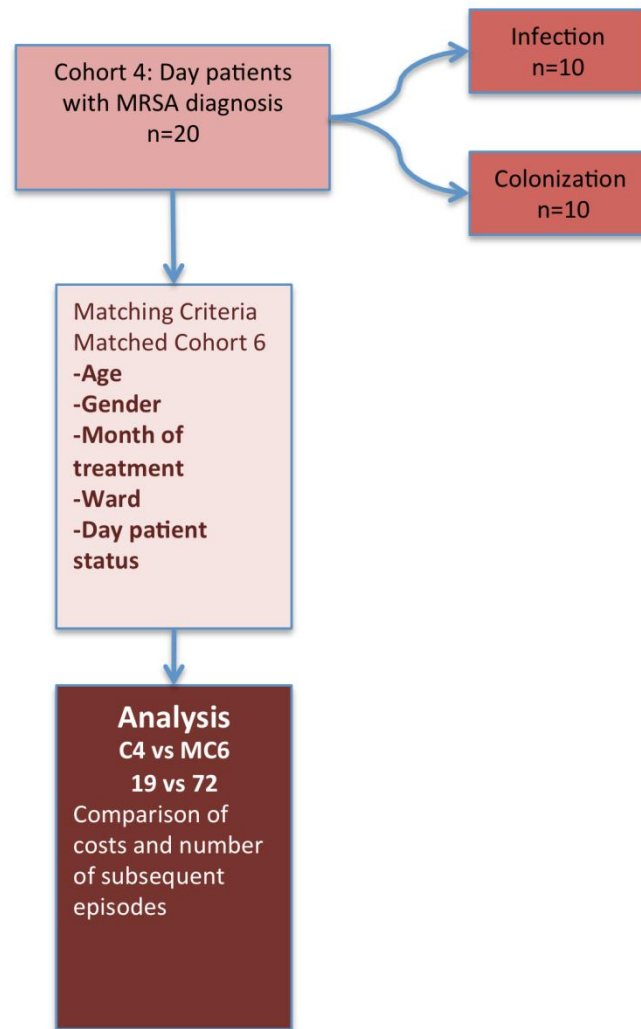 Cohort 4: Day patients
with MRSA diagnosis
n=20
Infection
n=10
Colonization
n=10
Matching Criteria
Matched Cohort 6
-Age
-Gender
-Month of
treatment
-Ward
-Day patient
status
Analysis
C4 vs MC6
19 vs 72
Comparison of
costs and number
of subsequent
episodes